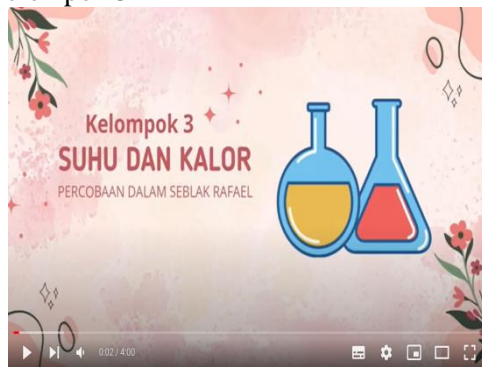 Kelompok 3
SUHU DAN KALOR
PERCOBAAN DALAM SEBLAK RAFAEL
0:02 / 4:00